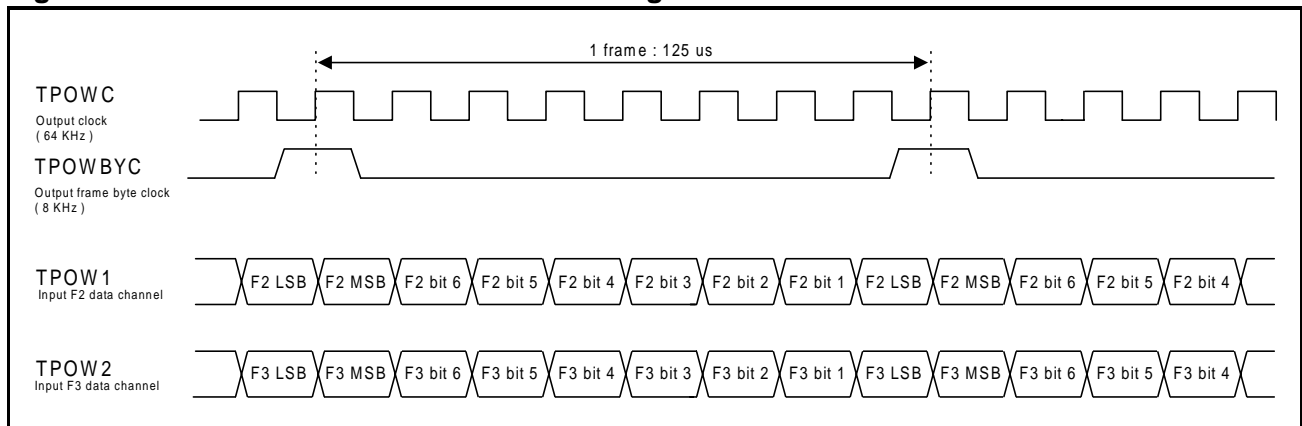 1 frame : 125 us
TPOWC
Output clock
( 64 KHz )
TPOWBYC
Output frame byte clock
( 8 KHz )
TPOW1
Input F2 data channel
F2 LSB F2 MSB F2 bit 6 F2 bit 5 F2 bit 4 F2 bit 3 F2 bit 2 F2 bit 1 F2 LSB F2 MSB F2 bit 6 F2 bit 5 F2 bit 4
TPOW2
Input F3 data channel
F3 LSB F3 MSB F3 bit 6 F3 bit 5 F3 bit 4 F3 bit 3 F3 bit 2 F3 bit 1 F3 LSB F3 MSB F3 bit 6 F3 bit 5 F3 bit 4